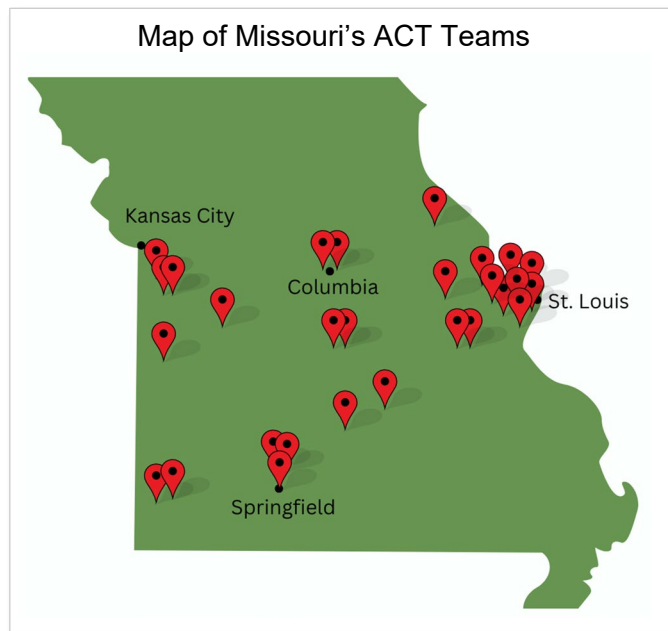 Map of Missouri’s ACT Teams
Kansas City
Columbia
St. Louis
Springfield